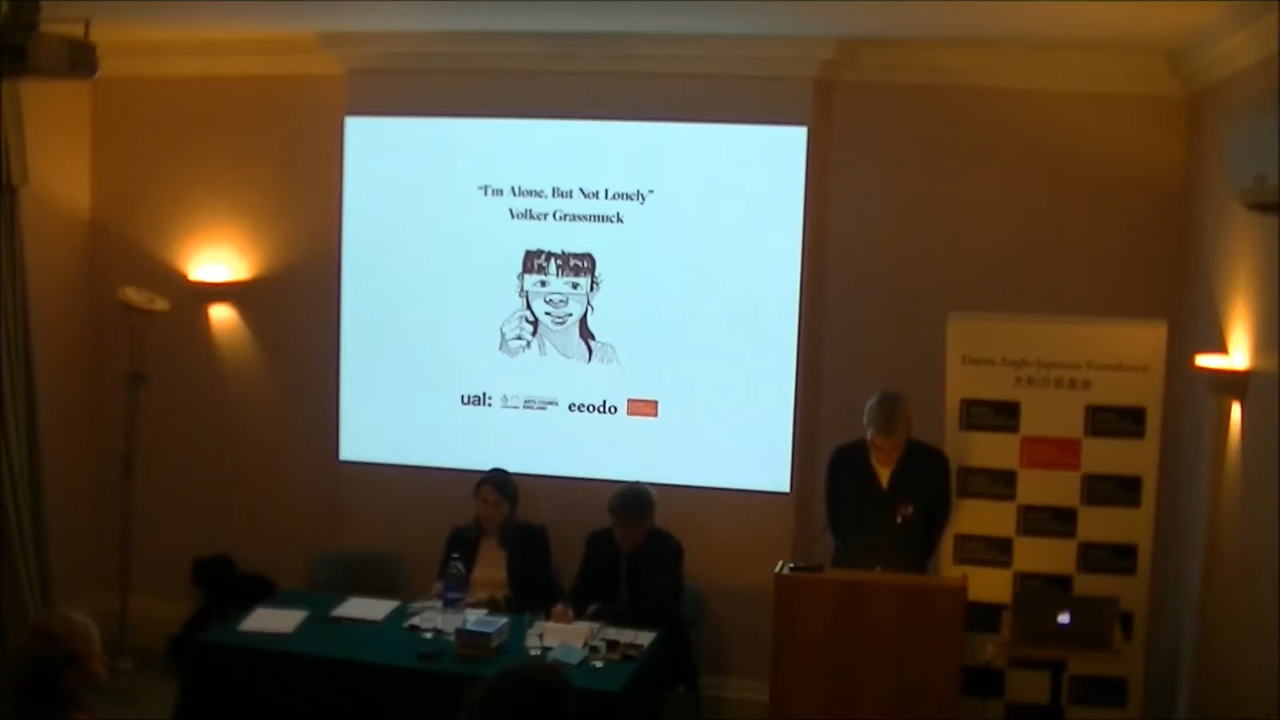 “I'm Alone, But Not Lonely”
Volker Grassmuck
ual:
ARTS COUNCIL
ENGLAND
eeodo
Daiwa Anglo-Japanese Foundation
大和日英基金